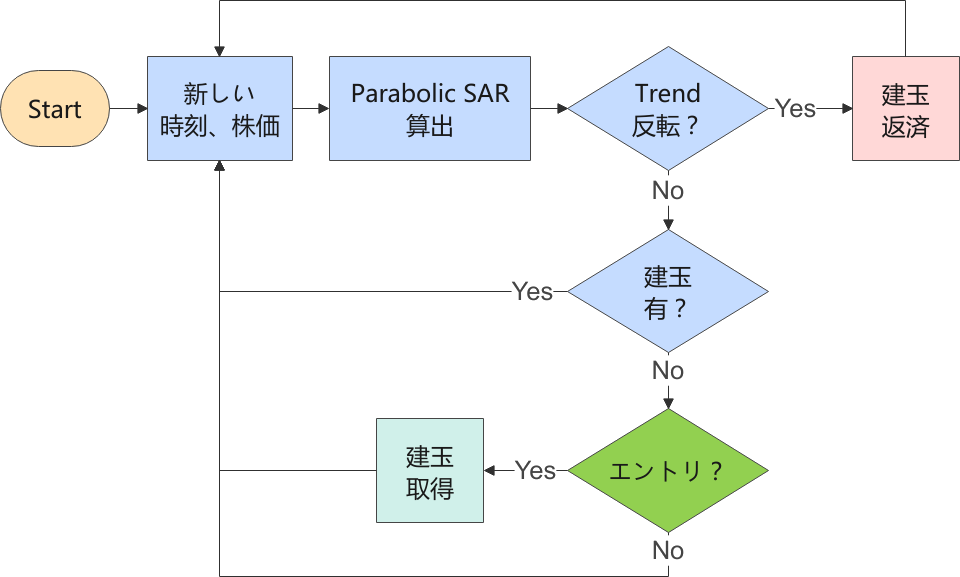 Start
新しい
時刻、株価
Parabolic SAR
算出
Trend
反転？
Yes
建玉
返済
No
建玉
有？
Yes
No
エントリ？
Yes
建玉
取得
No